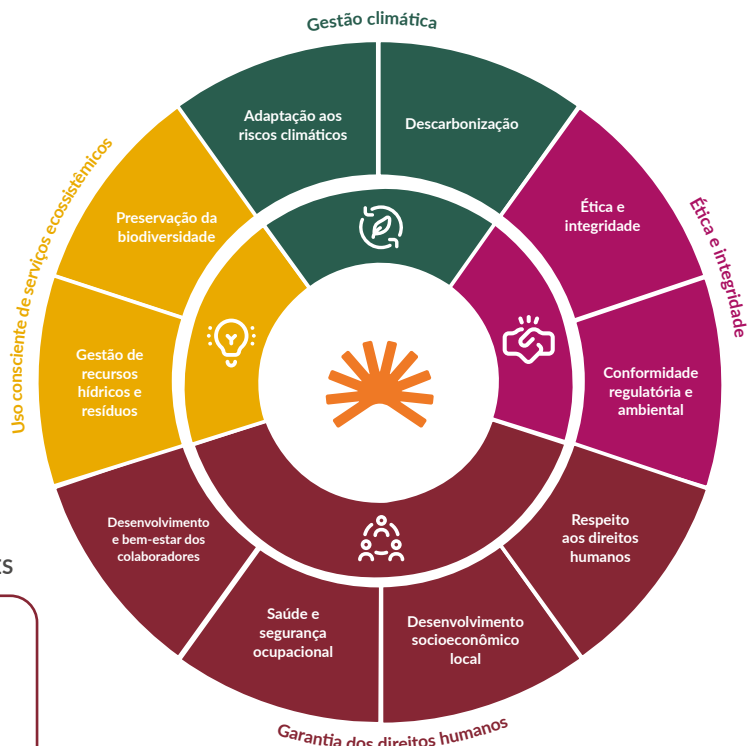 Gestão climática
Adaptação aos
riscos climáticos
Descarbonização
Ética e
integridade
Ética e integridade
Conformidade
regulatória e
ambiental
Respeito
aos direitos
humanos
Desenvolvimento
socioeconômico
local
Garantia dos direitos humanos
Saúde e
segurança
ocupacional
Desenvolvimento
e bem-estar dos
colaboradores
Gestão de
recursos
hídricos e
resíduos
Uso consciente de serviços ecossistêmicos
Preservação da
biodiversidade